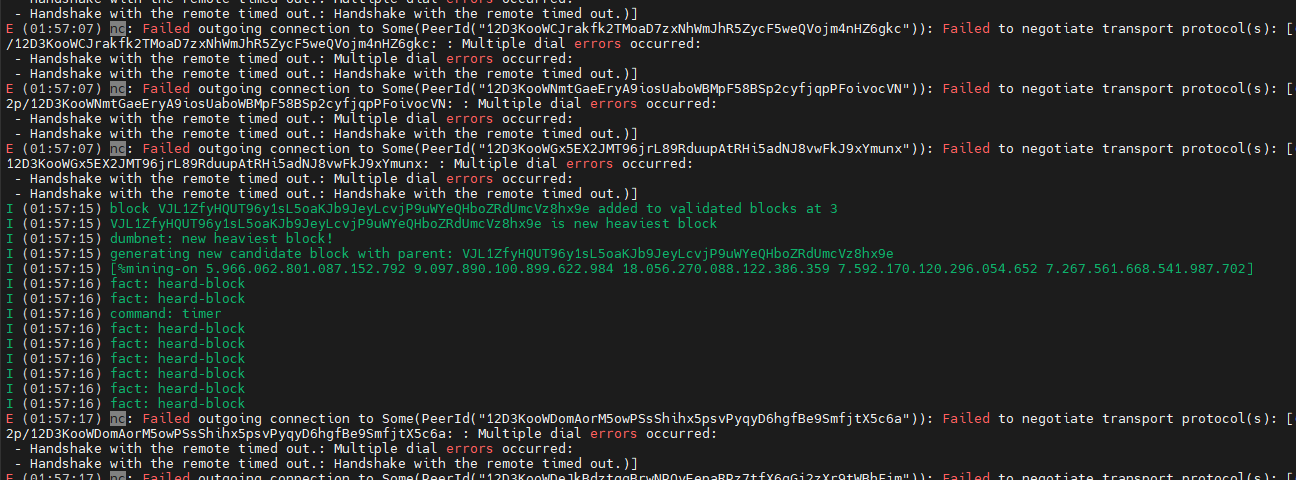 - Handshake with the remote timed out.: Handshake with the remote timed out.)]
E (01:57:07) nc: Failed outgoing connection to Some(PeerId("12D3KooWCJrakfk2TMoaD7zxNhWmJhR5ZycF5weQVojm4nHZ6gkc")): Failed to negotiate transport protocol(s): [
/12D3KooWCJrakfk2TMoaD7zxNhWmJhR5ZycF5weQVojm4nHZ6gkc: : Multiple dial errors occurred:
- Handshake with the remote timed out.: Multiple dial errors occurred:
- Handshake with the remote timed out.: Handshake with the remote timed out.)]
E (01:57:07) nc: Failed outgoing connection to Some(PeerId("12D3KooWNmtGaeEryA9iosUaboWBMpF58BSp2cyfjqpPFoivocVN")): Failed to negotiate transport protocol(s): [
2p/12D3KooWNmtGaeEryA9iosUaboWBMpF58BSp2cyfjqpPFoivocVN: : Multiple dial errors occurred:
- Handshake with the remote timed out.: Multiple dial errors occurred:
- Handshake with the remote timed out.: Handshake with the remote timed out.)]
E (01:57:07) nc: Failed outgoing connection to Some(PeerId("12D3KooWGx5EX2JMT96jrL89RduupAtRHi5adNJ8vwFkJ9xYmunx")): Failed to negotiate transport protocol(s): [
12D3KooWGx5EX2JMT96jrL89RduupAtRHi5adNJ8vwFkJ9xYmunx: : Multiple dial errors occurred:
- Handshake with the remote timed out.: Multiple dial errors occurred:
- Handshake with the remote timed out.: Handshake with the remote timed out.)]
I (01:57:15) block VJL1ZfyHQUT96y1sL5oaKJb9JeyLcvjP9uWYeQHboZRdUmcVz8hx9e added to validated blocks at 3
I (01:57:15) VJL1ZfyHQUT96y1sL5oaKJb9JeyLcvjP9uWYeQHboZRdUmcVz8hx9e is new heaviest block
I (01:57:15) dumbnet: new heaviest block!
I (01:57:15) generating new candidate block with parent: VJL1ZfyHQUT96y1sL5oaKJb9JeyLcvjP9uWYeQHboZRdUmcVz8hx9e
I (01:57:15) [%mining-on 5.966.062.801.087.152.792 9.097.890.100.899.622.984 18.056.270.088.122.386.359 7.592.170.120.296.054.652 7.267.561.668.541.987.702]
I (01:57:16) fact: heard-block
I (01:57:16) fact: heard-block
I (01:57:16) command: timer
I (01:57:16) fact: heard-block
I (01:57:16) fact: heard-block
I (01:57:16) fact: heard-block
I (01:57:16) fact: heard-block
I (01:57:16) fact: heard-block
I (01:57:16) fact: heard-block
E (01:57:17) nc: Failed outgoing connection to Some(PeerId("12D3KooWDomAorM5owPSsShihx5psvPyqyD6hgfBe9SmfjtX5c6a")): Failed to negotiate transport protocol(s): [
2p/12D3KooWDomAorM5owPSsShihx5psvPyqyD6hgfBe9SmfjtX5c6a: : Multiple dial errors occurred:
- Handshake with the remote timed out.: Multiple dial errors occurred:
- Handshake with the remote timed out.: Handshake with the remote timed out.)]
E (01:57:17) nc: Failed outgoing connection to Failed to negotiate transport protocol(s): [